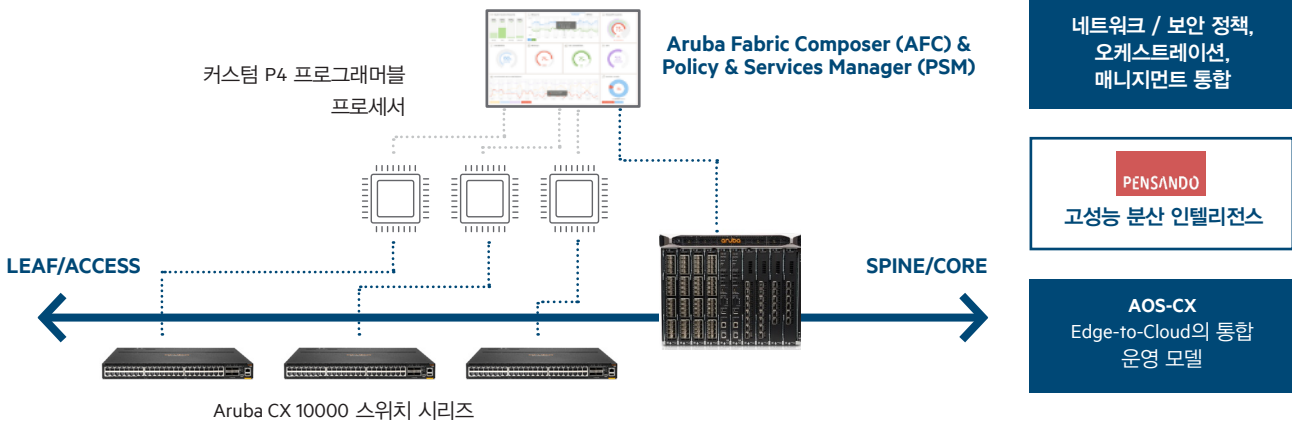 커스텀 P4 프로그래머블
프로세서
Aruba Fabric Composer (AFC) &
Policy & Services Manager (PSM)
네트워크 / 보안 정책,
오케스트레이션,
매니지먼트 통합
PENSANDO
고성능 분산 인텔리전스
LEAF/ACCESS
aruba
SPINE/CORE
AOS-CX
Edge-to-Cloud의 통합
운영 모델
Aruba CX 10000 스위치 시리즈